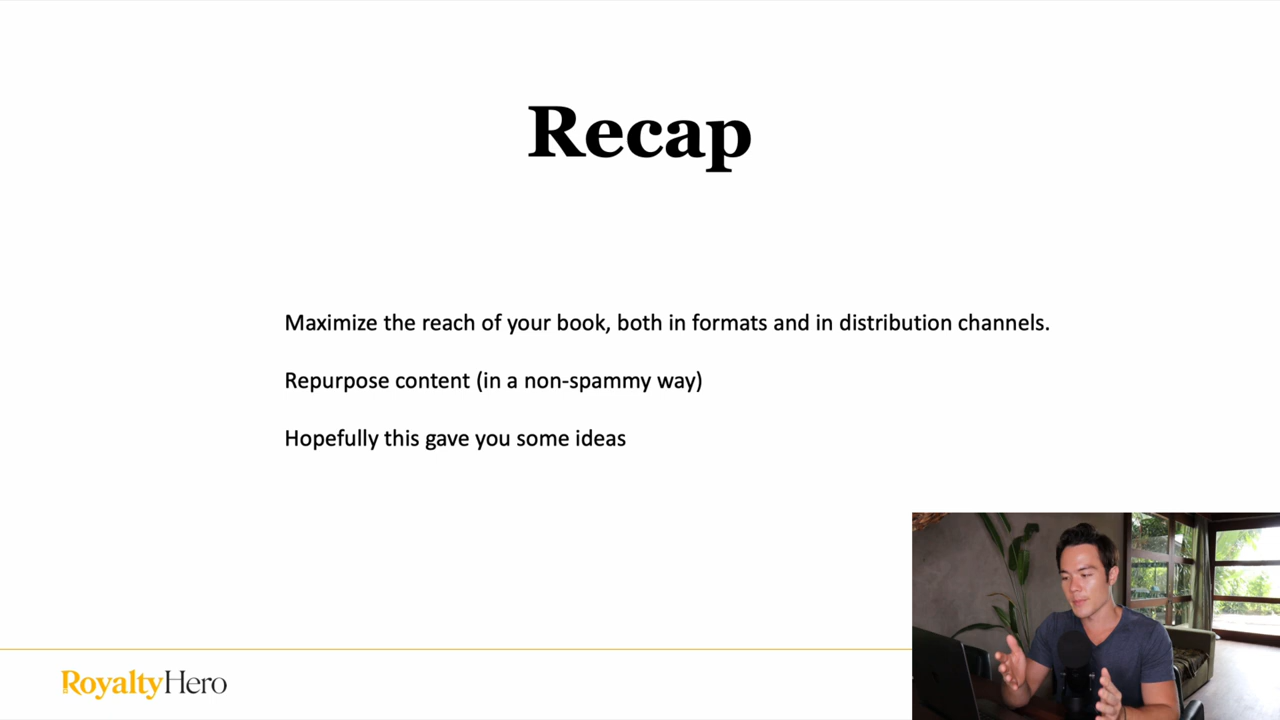 Recap
Maximize the reach of your book, both in formats and in distribution channels.
Repurpose content (in a non-spammy way)
Hopefully this gave you some ideas
RoyaltyHero